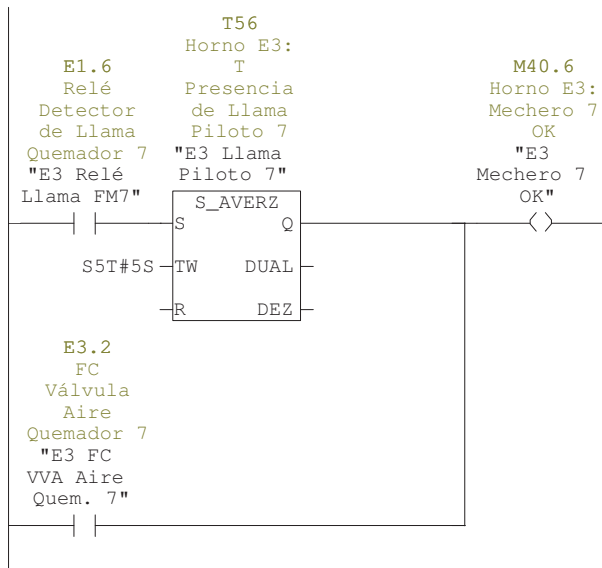 T56
Horno E3:
T
Presencia
de Llama
Piloto 7
"E3 Llama
Piloto 7"
E1.6
Relé
Detector
de Llama
Quemador 7
"E3 Relé
Llama FM7"
M40.6
Horno E3:
Mechero 7
OK
"E3
Mechero 7
OK"
S_AVERZ
S Q
S5T#5S TW DUAL
R DEZ
E3.2
FC
Válvula
Aire
Quemador 7
"E3 FC
VVA Aire
Quem. 7"